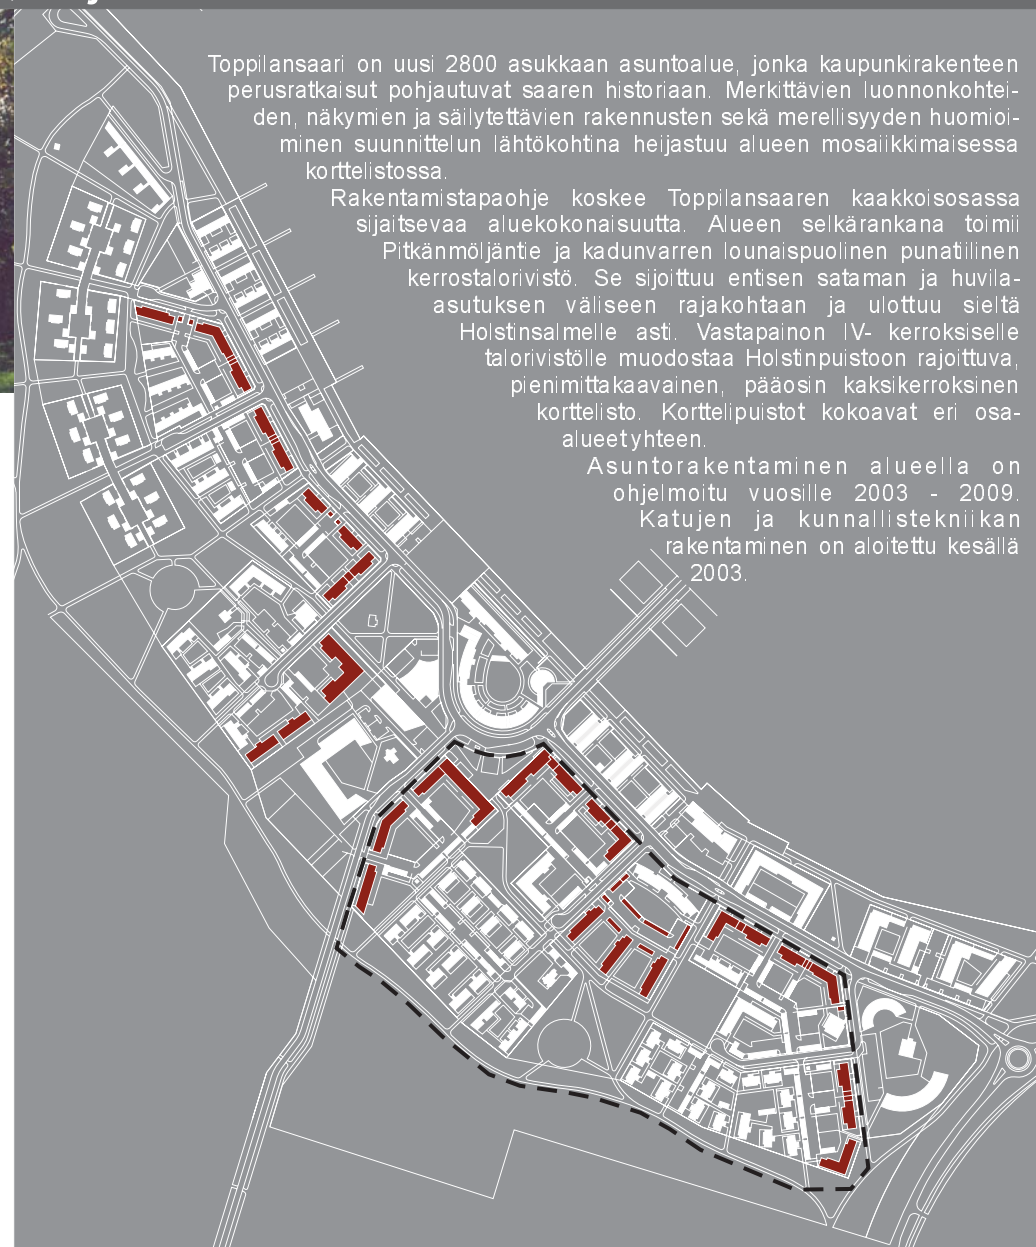 Toppilansaari on uusi 2800 asukkaan asuntoalue, jonka kaupunkirakenteen
perusratkaisut pohjautuvat saaren historiaan. Merkittävien luonnonkohtei-
den, näkymien ja säilytettävien rakennusten sekä merellisyyden huomioi-
minen suunnittelun lähtökohtina heijastuu alueen mosaiikkimaisessa
korttelistossa.
Rakentamistapaohje koskee Toppilansaaren kaakkoisosassa
sijaitsevaa aluekokonaisuutta. Alueen selkärankana toimii
Pitkänmöljäntie ja kadunvarren lounaispuolinen punatiilinen
kerrostalorivistö. Se sijoittuu entisen sataman ja huvila-
asutuksen väliseen rajakohtaan ja ulottuu sieltä
Holstinsalmelle asti. Vastapainon IV- kerroksiselle
talorivistölle muodostaa Holstinpuistoon rajoittuva,
pienimittakaavainen, pääosin kaksikerroksinen
korttelisto. Korttelipuistot kokoavat eri osa-
alueet yhteen.
Asuntorakentaminen alueella on
ohjelmoitu vuosille 2003 - 2009.
Katujen ja kunnallistekniikan
rakentaminen on aloitettu kesällä
2003.